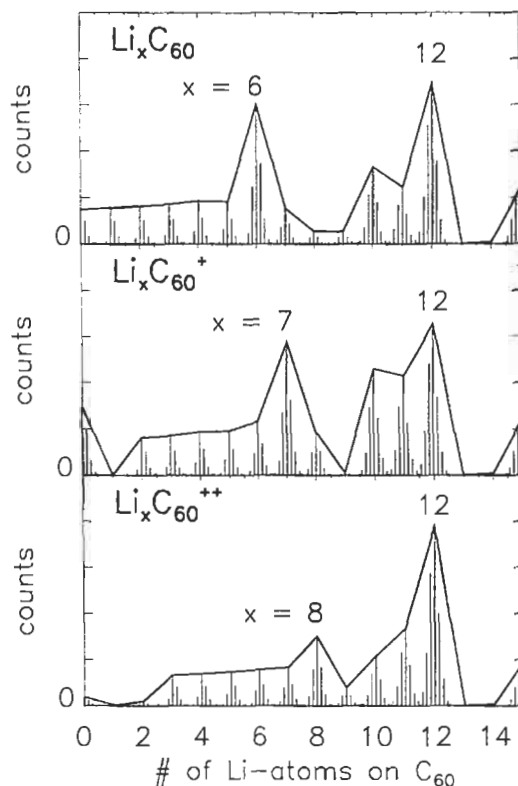 LiₓC₆₀
12
x = 6
counts
0
LiₓC₆₀⁺
12
x = 7
counts
0
LiₓC₆₀⁺⁺
12
x = 8
counts
0
0 2 4 6 8 10 12 14
# of Li-atoms on C₆₀